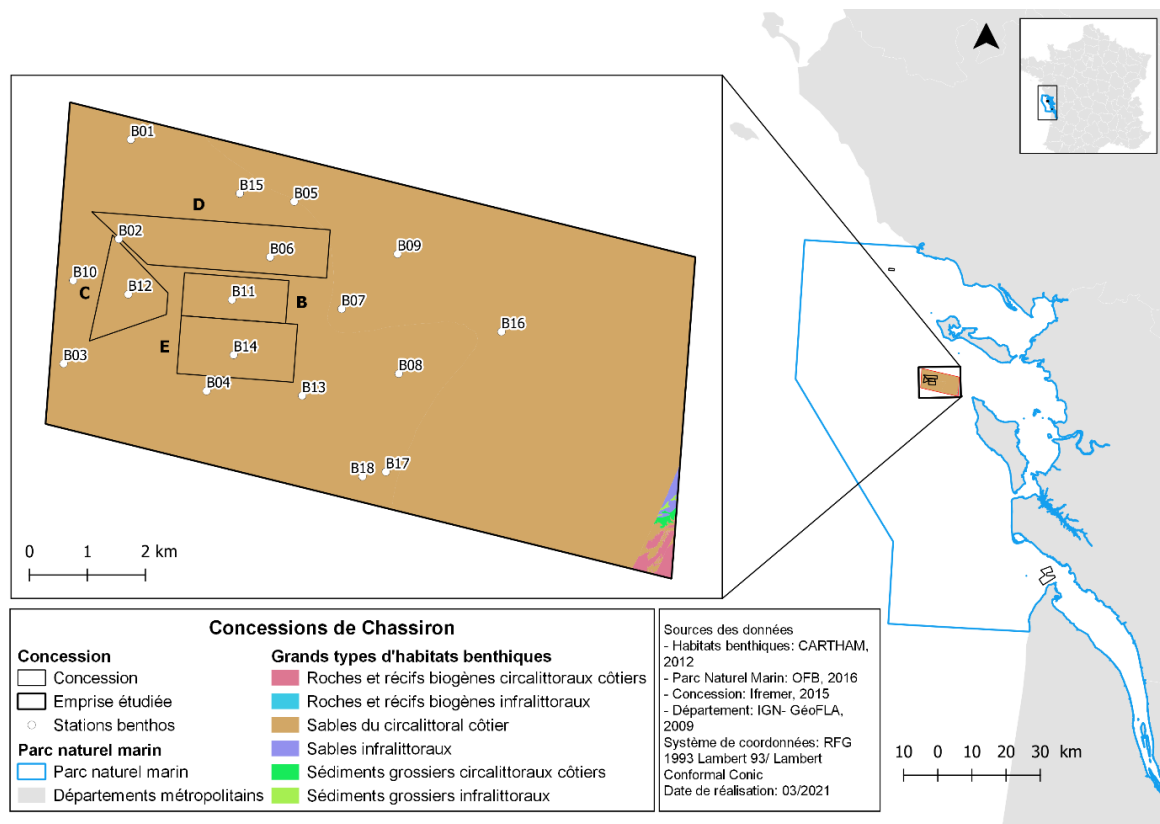 B01
B15
B05
D
B02
B06
B09
B10
C
B12
B11
B
B07
B16
E
B03
B14
B08
B04
B13
B18
B17
0 1 2 km
Concessions de Chassiron
Concession
Concession
Emprise étudiée
Stations benthos
Parc naturel marin
Parc naturel marin
Départements métropolitains
Grands types d'habitats benthiques
Roches et récifs biogènes circalittoraux côtiers
Roches et récifs biogènes infralittoraux
Sables du circalittoral côtier
Sables infralittoraux
Sédiments grossiers circalittoraux côtiers
Sédiments grossiers infralittoraux
Sources des données
- Habitats benthiques: CARTHAM,
2012
- Parc Naturel Marin: OFB, 2016
- Concession: Ifremer, 2015
- Département: IGN- GéoFLA,
2009
Système de coordonnées: RFG
1993 Lambert 93/ Lambert
Conformal Conic
Date de réalisation: 03/2021
10 0 10 20 30 km